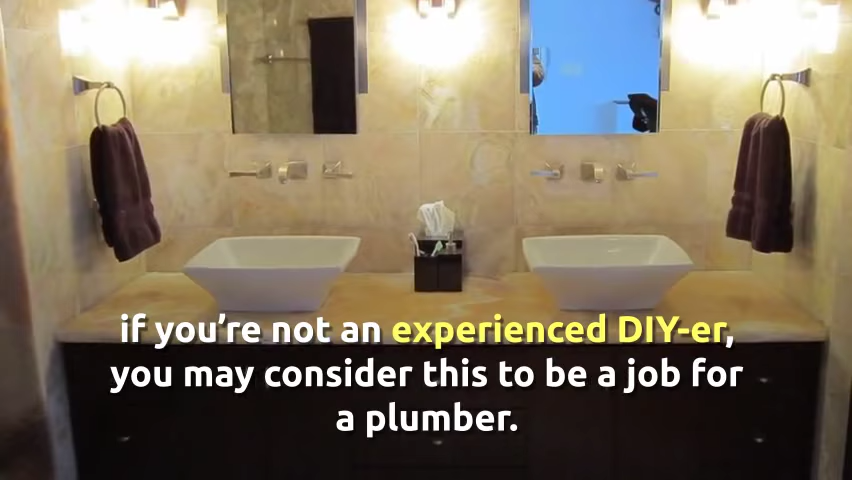 if you're not an experienced DIY-er,
you may consider this to be a job for
a plumber.